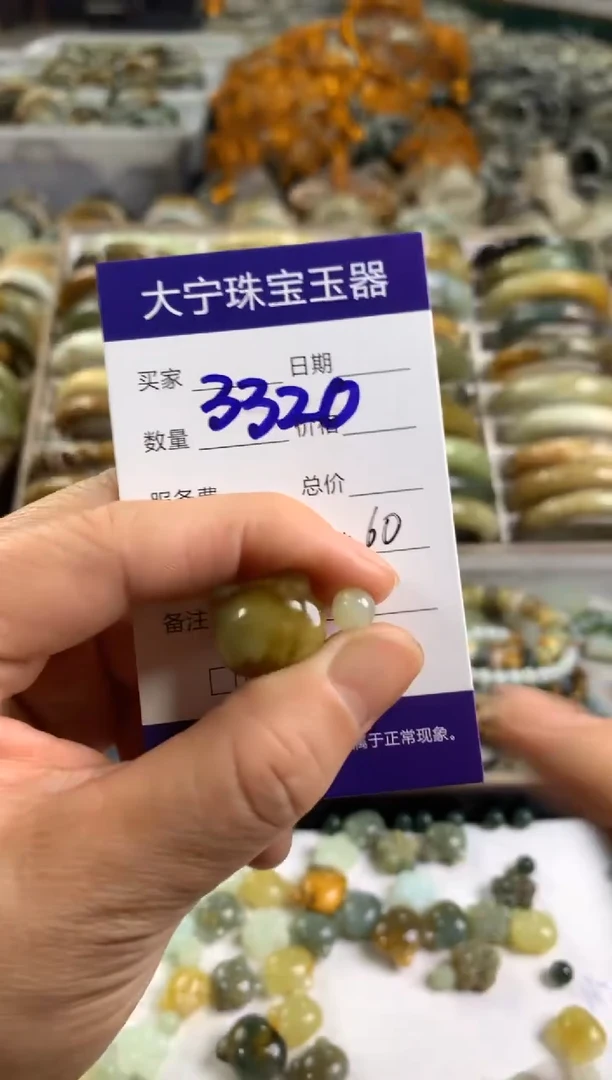 大宁珠宝玉器
买家 日期
3320
数量 价格
服务费 总价
60
备注
属于正常现象。